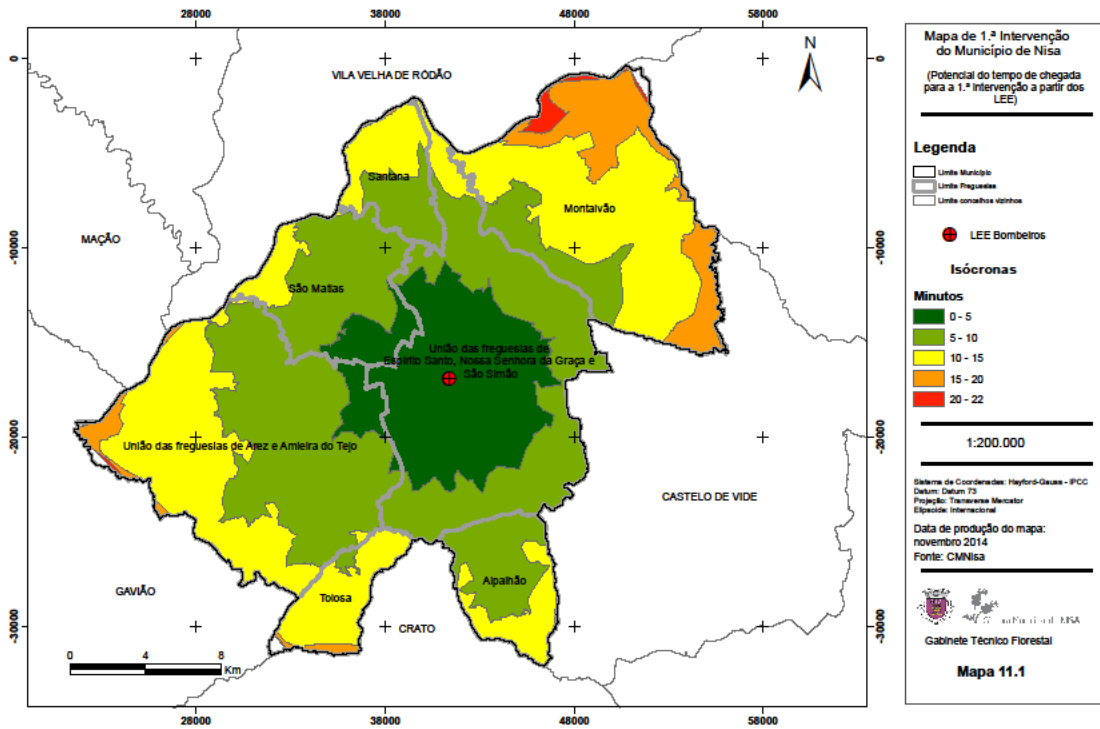 28000
38000
48000
58000
0
-10000
-20000
-30000
0
-10000
-20000
-30000
N
VILA VELHA DE RÓDÃO
Santana
Montalvão
MAÇÃO
São Matias
União das freguesias de
Espírito Santo, Nossa Senhora da Graça e
São Simão
União das freguesias de Arez e Amieira do Tejo
CASTELO DE VIDE
GAVIÃO
Alpalhão
Tolosa
CRATO
0 4 8
Km
28000
38000
48000
58000
Mapa de 1.ª Intervenção
do Município de Nisa
(Potencial do tempo de chegada
para a 1.ª Intervenção a partir dos
LEE)
Legenda
Limite Município
Limite Freguesias
Limite concelhos vizinhos
LEE Bombeiros
Isócronas
Minutos
0 - 5
5 - 10
10 - 15
15 - 20
20 - 22
1:200.000
Sistema de Coordenadas: Hayford-Gauss - IPCC
Datum: Datum 73
Projeção: Transverse Mercator
Elipsoide: Internacional
Data de produção do mapa:
novembro 2014
Fonte: CMNisa
Gabinete Técnico Florestal
Mapa 11.1